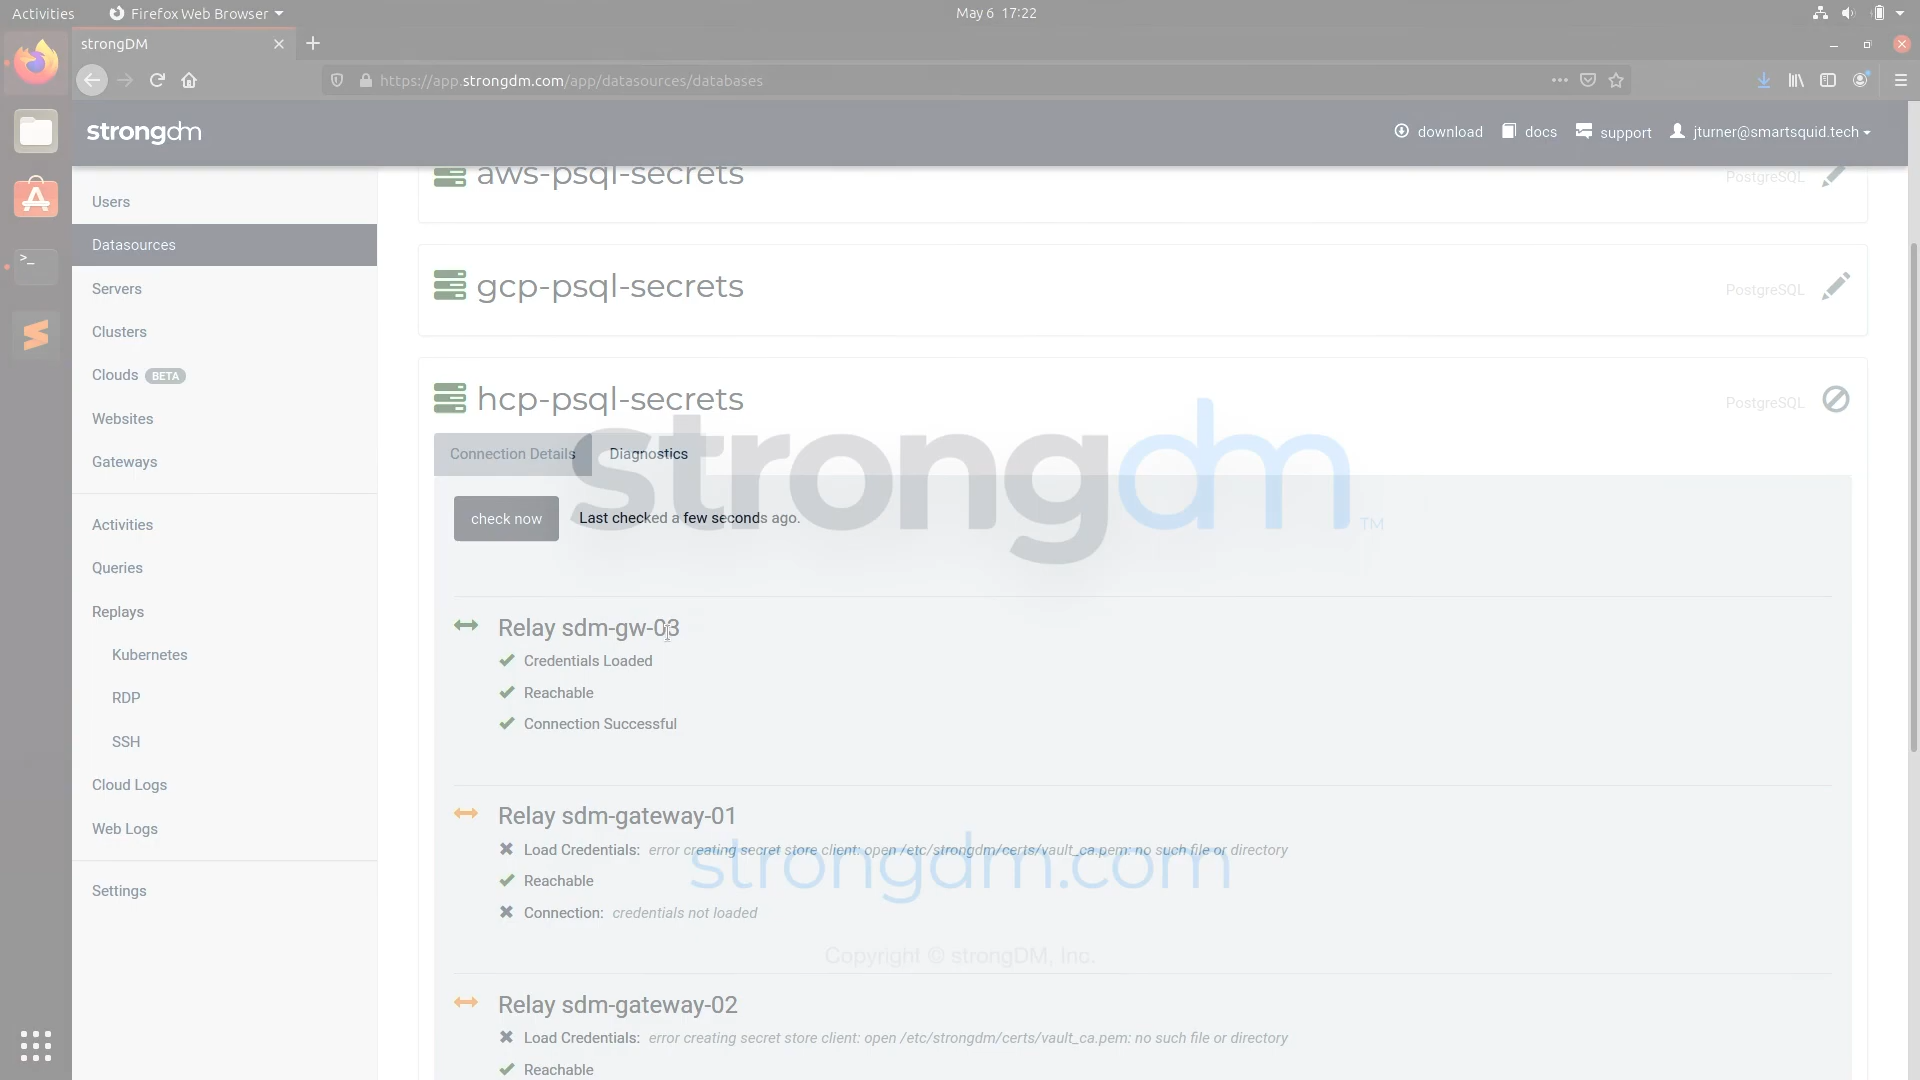 Activities
Firefox Web Browser
May 6 17:22
strongDM
https://app.strongdm.com/app/datasources/databases
strongdm
download
docs
support
jturner@smartsquid.tech
Users
Datasources
Servers
Clusters
Clouds BETA
Websites
Gateways
Activities
Queries
Replays
Kubernetes
RDP
SSH
Cloud Logs
Web Logs
Settings
aws-psql-secrets
PostgreSQL
gcp-psql-secrets
PostgreSQL
hcp-psql-secrets
PostgreSQL
Connection Details
Diagnostics
strongdm TM
check now
Last checked a few seconds ago.
Relay sdm-gw-03
Credentials Loaded
Reachable
Connection Successful
Relay sdm-gateway-01
Load Credentials: error creating secret store client: open /etc/strongdm/certs/vault_ca.pem: no such file or directory
strongdm.com
Reachable
Connection: credentials not loaded
Copyright © strongDM, Inc.
Relay sdm-gateway-02
Load Credentials: error creating secret store client: open /etc/strongdm/certs/vault_ca.pem: no such file or directory
Reachable